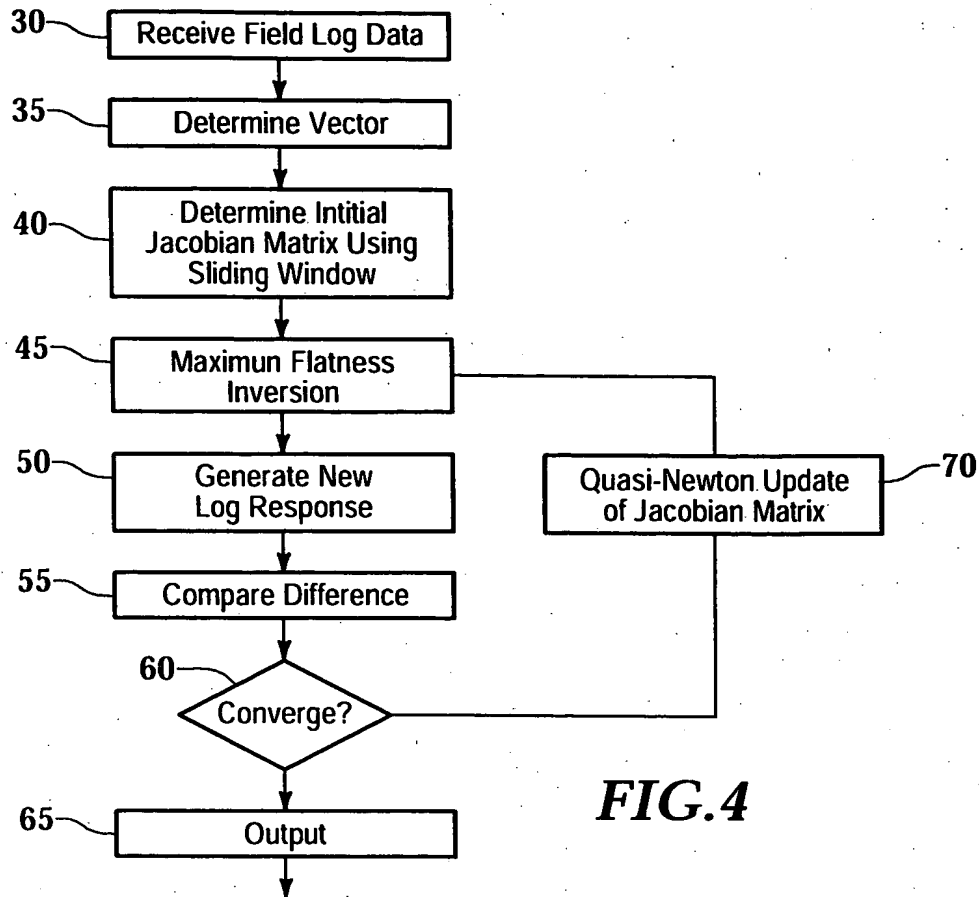 30
Receive Field Log Data
35
Determine Vector
40
Determine Intitial
Jacobian Matrix Using
Sliding Window
45
Maximun Flatness
Inversion
50
Generate New
Log Response
Quasi-Newton Update
of Jacobian Matrix
70
55
Compare Difference
60
Converge?
65
Output
FIG.4